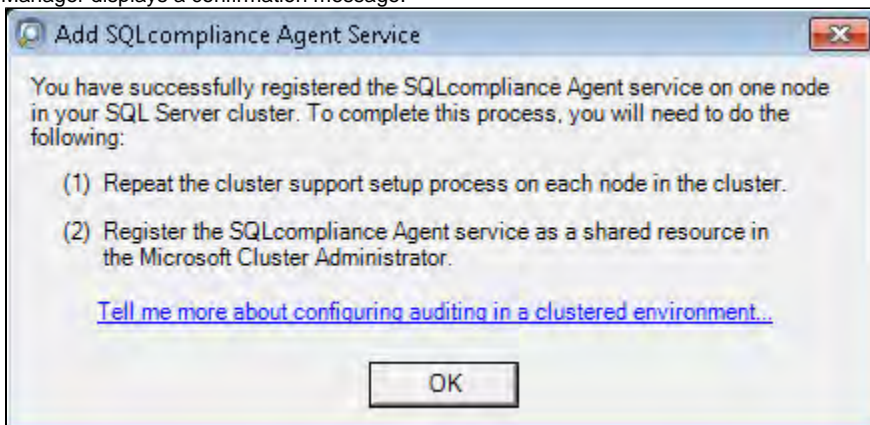 Manager displays a confirmation message.
Add SQLcompliance Agent Service
You have successfully registered the SQLcompliance Agent service on one node
in your SQL Server cluster. To complete this process, you will need to do the
following:
(1) Repeat the cluster support setup process on each node in the cluster.
(2) Register the SQLcompliance Agent service as a shared resource in
the Microsoft Cluster Administrator.
Tell me more about configuring auditing in a clustered environment...
OK